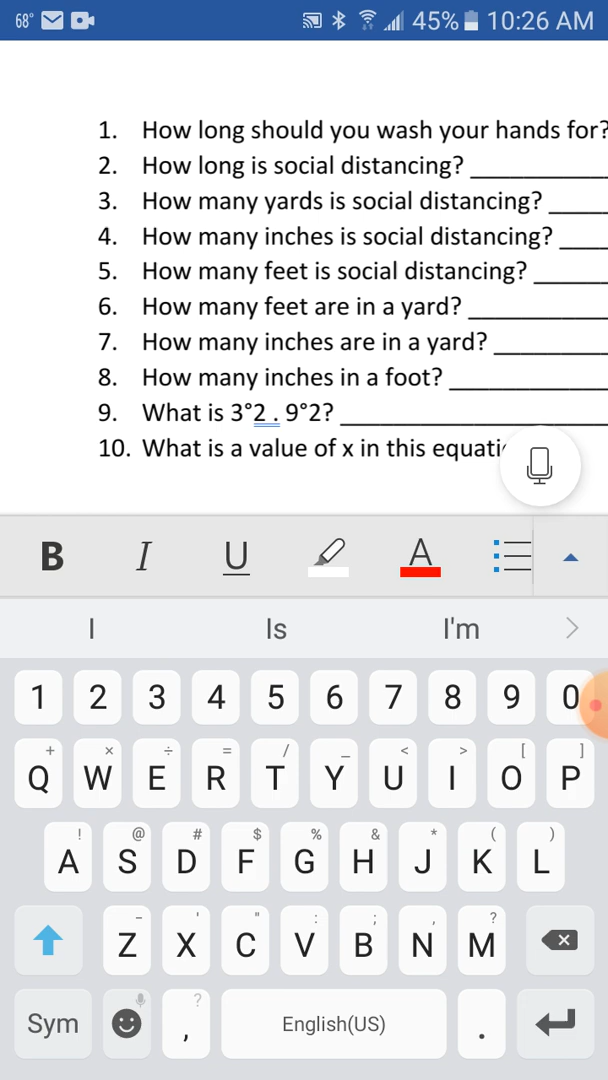 68° 45% 10:26 AM
1. How long should you wash your hands for?
2. How long is social distancing? ___________
3. How many yards is social distancing? _____
4. How many inches is social distancing? ____
5. How many feet is social distancing? ______
6. How many feet are in a yard? ___________
7. How many inches are in a yard? _________
8. How many inches in a foot? _____________
9. What is 3°2 . 9°2? ______________________
10. What is a value of x in this equati
B I U A
I Is I'm >
1 2 3 4 5 6 7 8 9 0
+ × ÷ = / _ < > [ ]
Q W E R T Y U I O P
! @ # $ % & * ( )
A S D F G H J K L
- ' " : ; , ?
Z X C V B N M
?
Sym , English(US) .